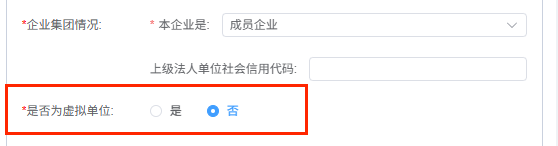 *企业集团情况: * 本企业是: 成员企业
上级法人单位社会信用代码:
*是否为虚拟单位: 是 否